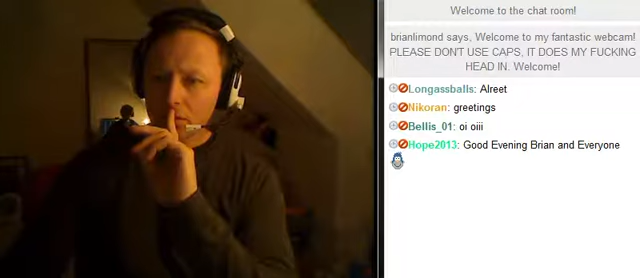 Welcome to the chat room!
brianlimond says, Welcome to my fantastic webcam!
PLEASE DON'T USE CAPS, IT DOES MY FUCKING
HEAD IN. Welcome!
Longassballs: Alreet
Nikoran: greetings
Bellis_01: oi oiii
Hope2013: Good Evening Brian and Everyone